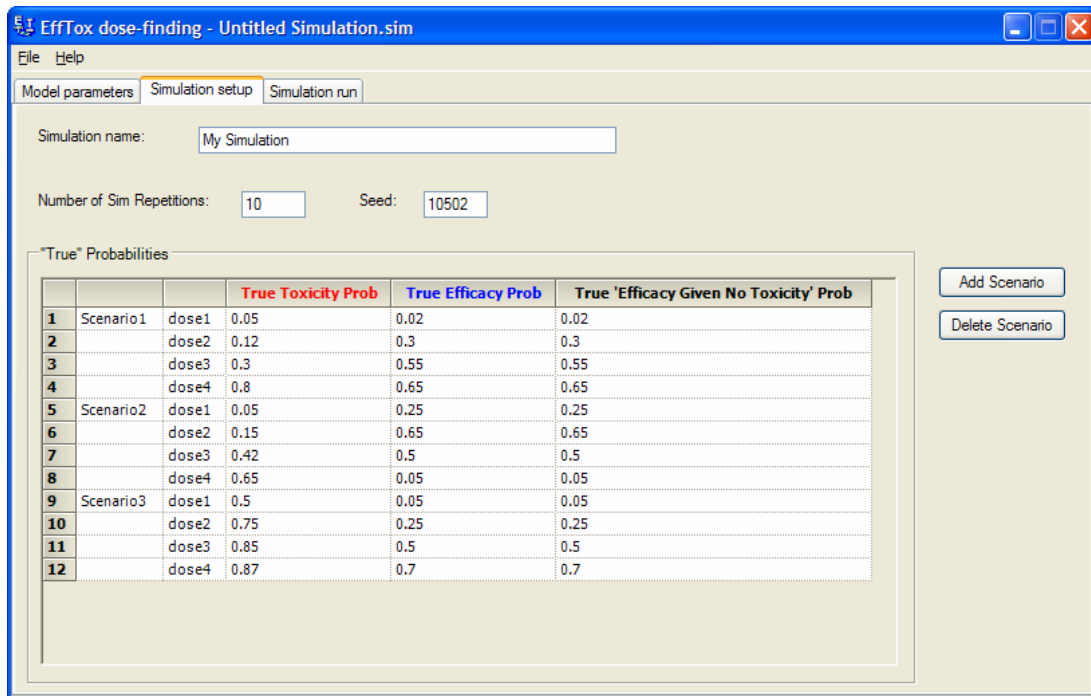 EffTox dose-finding - Untitled Simulation.sim
File Help
Model parameters Simulation setup Simulation run
Simulation name: My Simulation
Number of Sim Repetitions: 10 Seed: 10502
"True" Probabilities
True Toxicity Prob True Efficacy Prob True 'Efficacy Given No Toxicity' Prob
1 Scenario1 dose1 0.05 0.02 0.02
2 dose2 0.12 0.3 0.3
3 dose3 0.3 0.55 0.55
4 dose4 0.8 0.65 0.65
5 Scenario2 dose1 0.05 0.25 0.25
6 dose2 0.15 0.65 0.65
7 dose3 0.42 0.5 0.5
8 dose4 0.65 0.05 0.05
9 Scenario3 dose1 0.5 0.05 0.05
10 dose2 0.75 0.25 0.25
11 dose3 0.85 0.5 0.5
12 dose4 0.87 0.7 0.7
Add Scenario
Delete Scenario